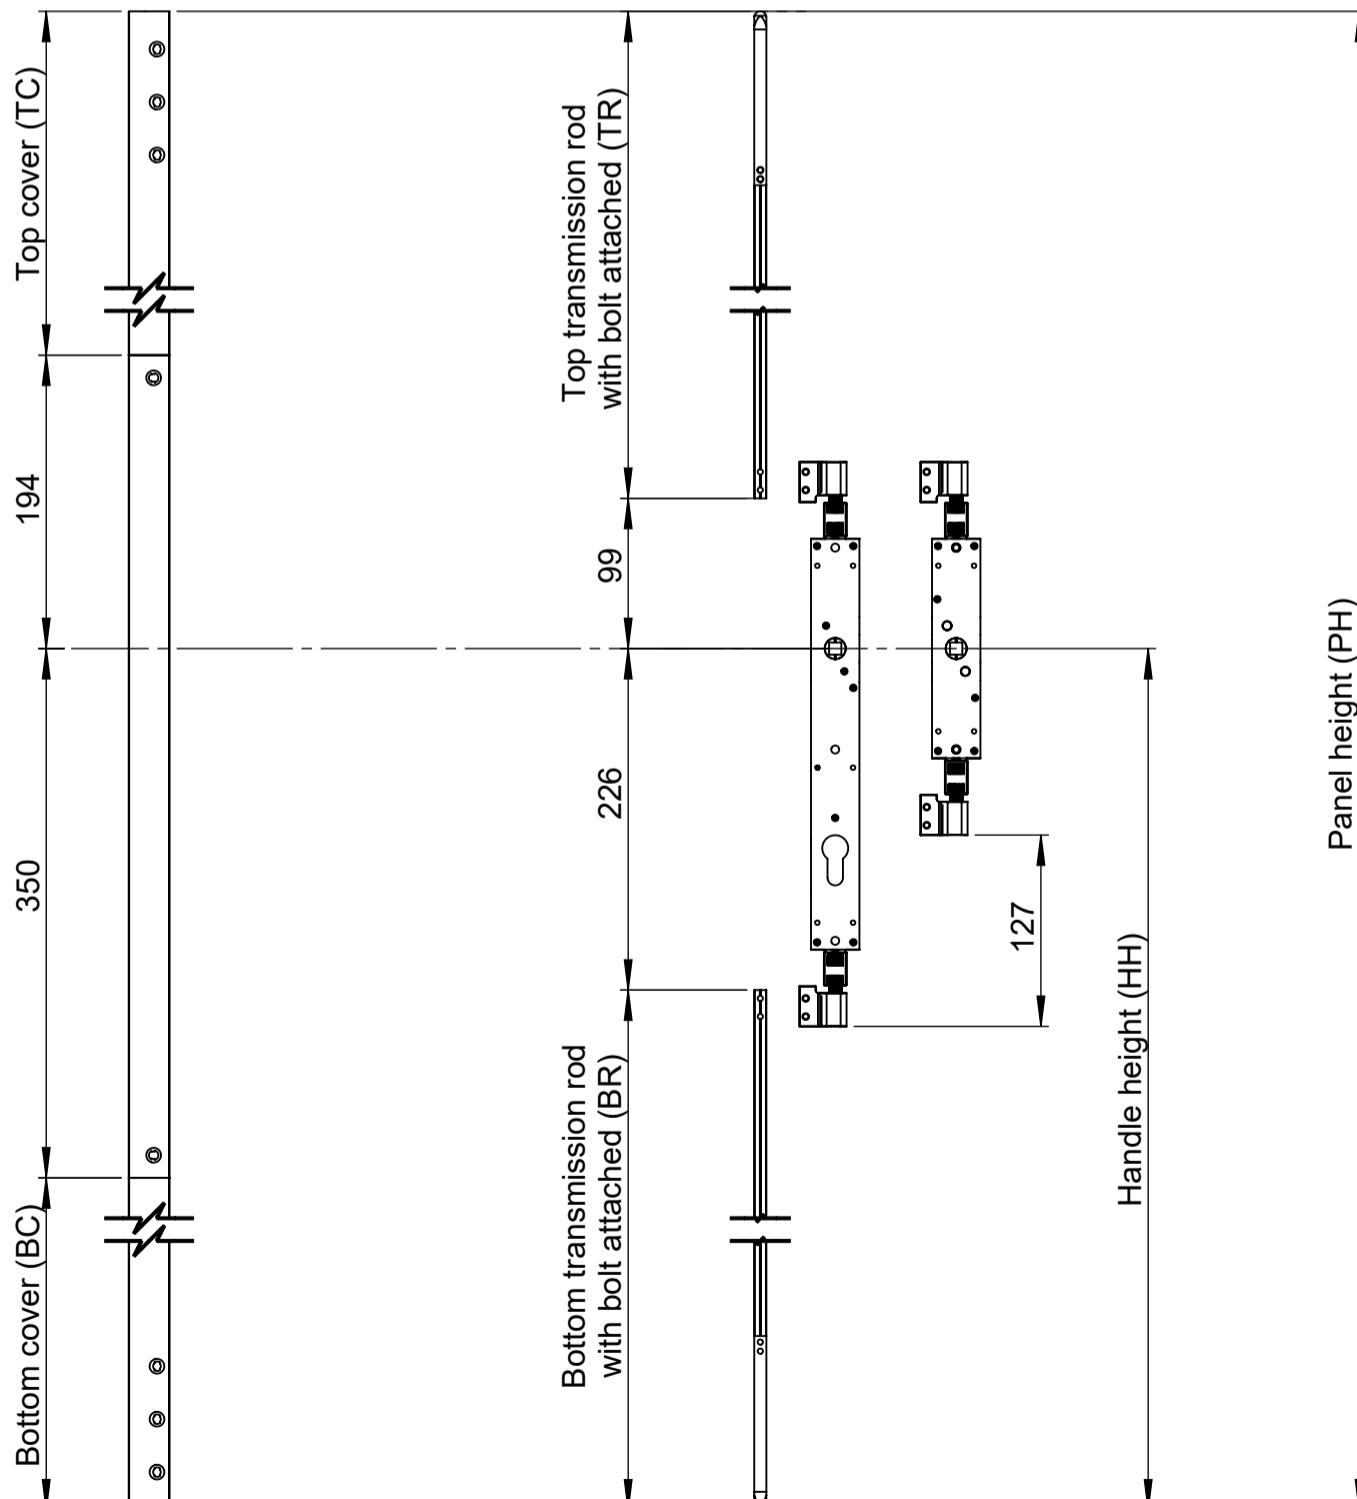 Top cover (TC)
194
350
Bottom cover (BC)
Top transmission rod
with bolt attached (TR)
99
226
Bottom transmission rod
with bolt attached (BR)
127
Handle height (HH)
Panel height (PH)